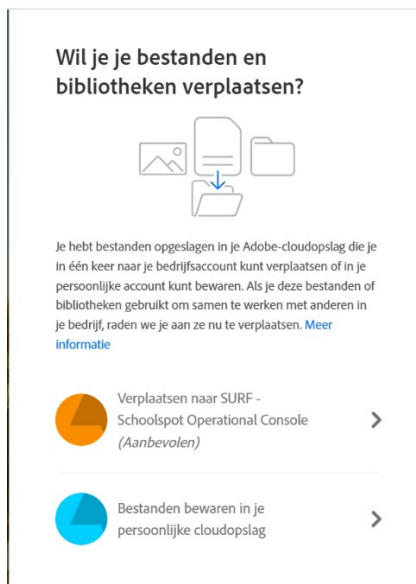 Wil je je bestanden en
bibliotheken verplaatsen?
Je hebt bestanden opgeslagen in je Adobe-cloudopslag die je
in één keer naar je bedrijfsaccount kunt verplaatsen of in je
persoonlijke account kunt bewaren. Als je deze bestanden of
bibliotheken gebruikt om samen te werken met anderen in
je bedrijf, raden we je aan ze nu te verplaatsen. Meer
informatie
Verplaatsen naar SURF -
Schoolspot Operational Console
(Aanbevolen)
Bestanden bewaren in je
persoonlijke cloudopslag